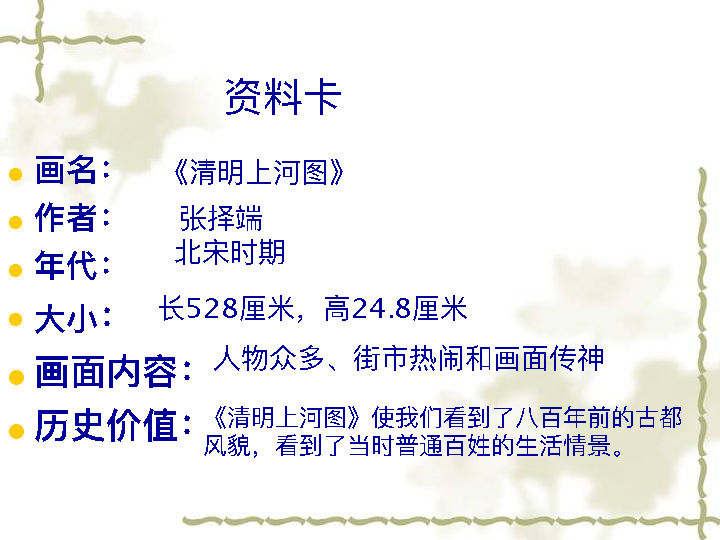 资料卡
画名： 《清明上河图》
作者： 张择端
年代： 北宋时期
大小： 长528厘米，高24.8厘米
画面内容： 人物众多、街市热闹和画面传神
历史价值： 《清明上河图》使我们看到了八百年前的古都
风貌，看到了当时普通百姓的生活情景。